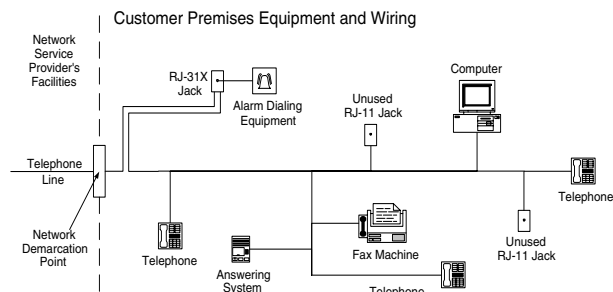 Customer Premises Equipment and Wiring
Network
Service
Provider's
Facilities
RJ-31X
Jack
Alarm Dialing
Equipment
Unused
RJ-11 Jack
Computer
Telephone
Line
Network
Demarcation
Point
Telephone
Answering
System
Fax Machine
Telephone
Unused
RJ-11 Jack
Telephone